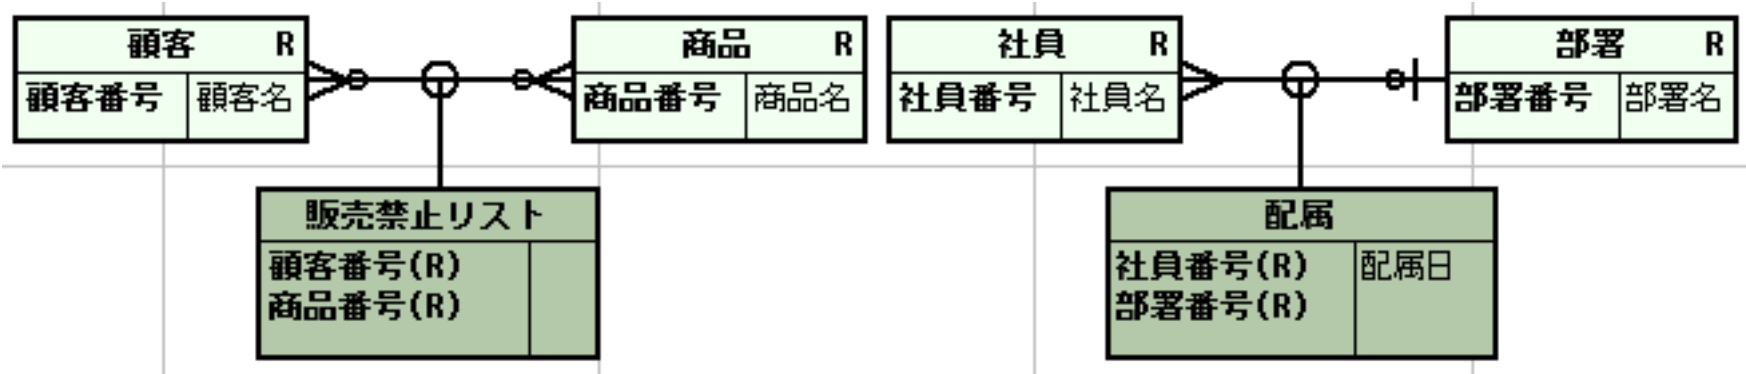 顧客 R
顧客番号 顧客名
商品 R
商品番号 商品名
社員 R
社員番号 社員名
部署 R
部署番号 部署名
販売禁止リスト
顧客番号(R)
商品番号(R)
配属
社員番号(R) 配属日
部署番号(R)